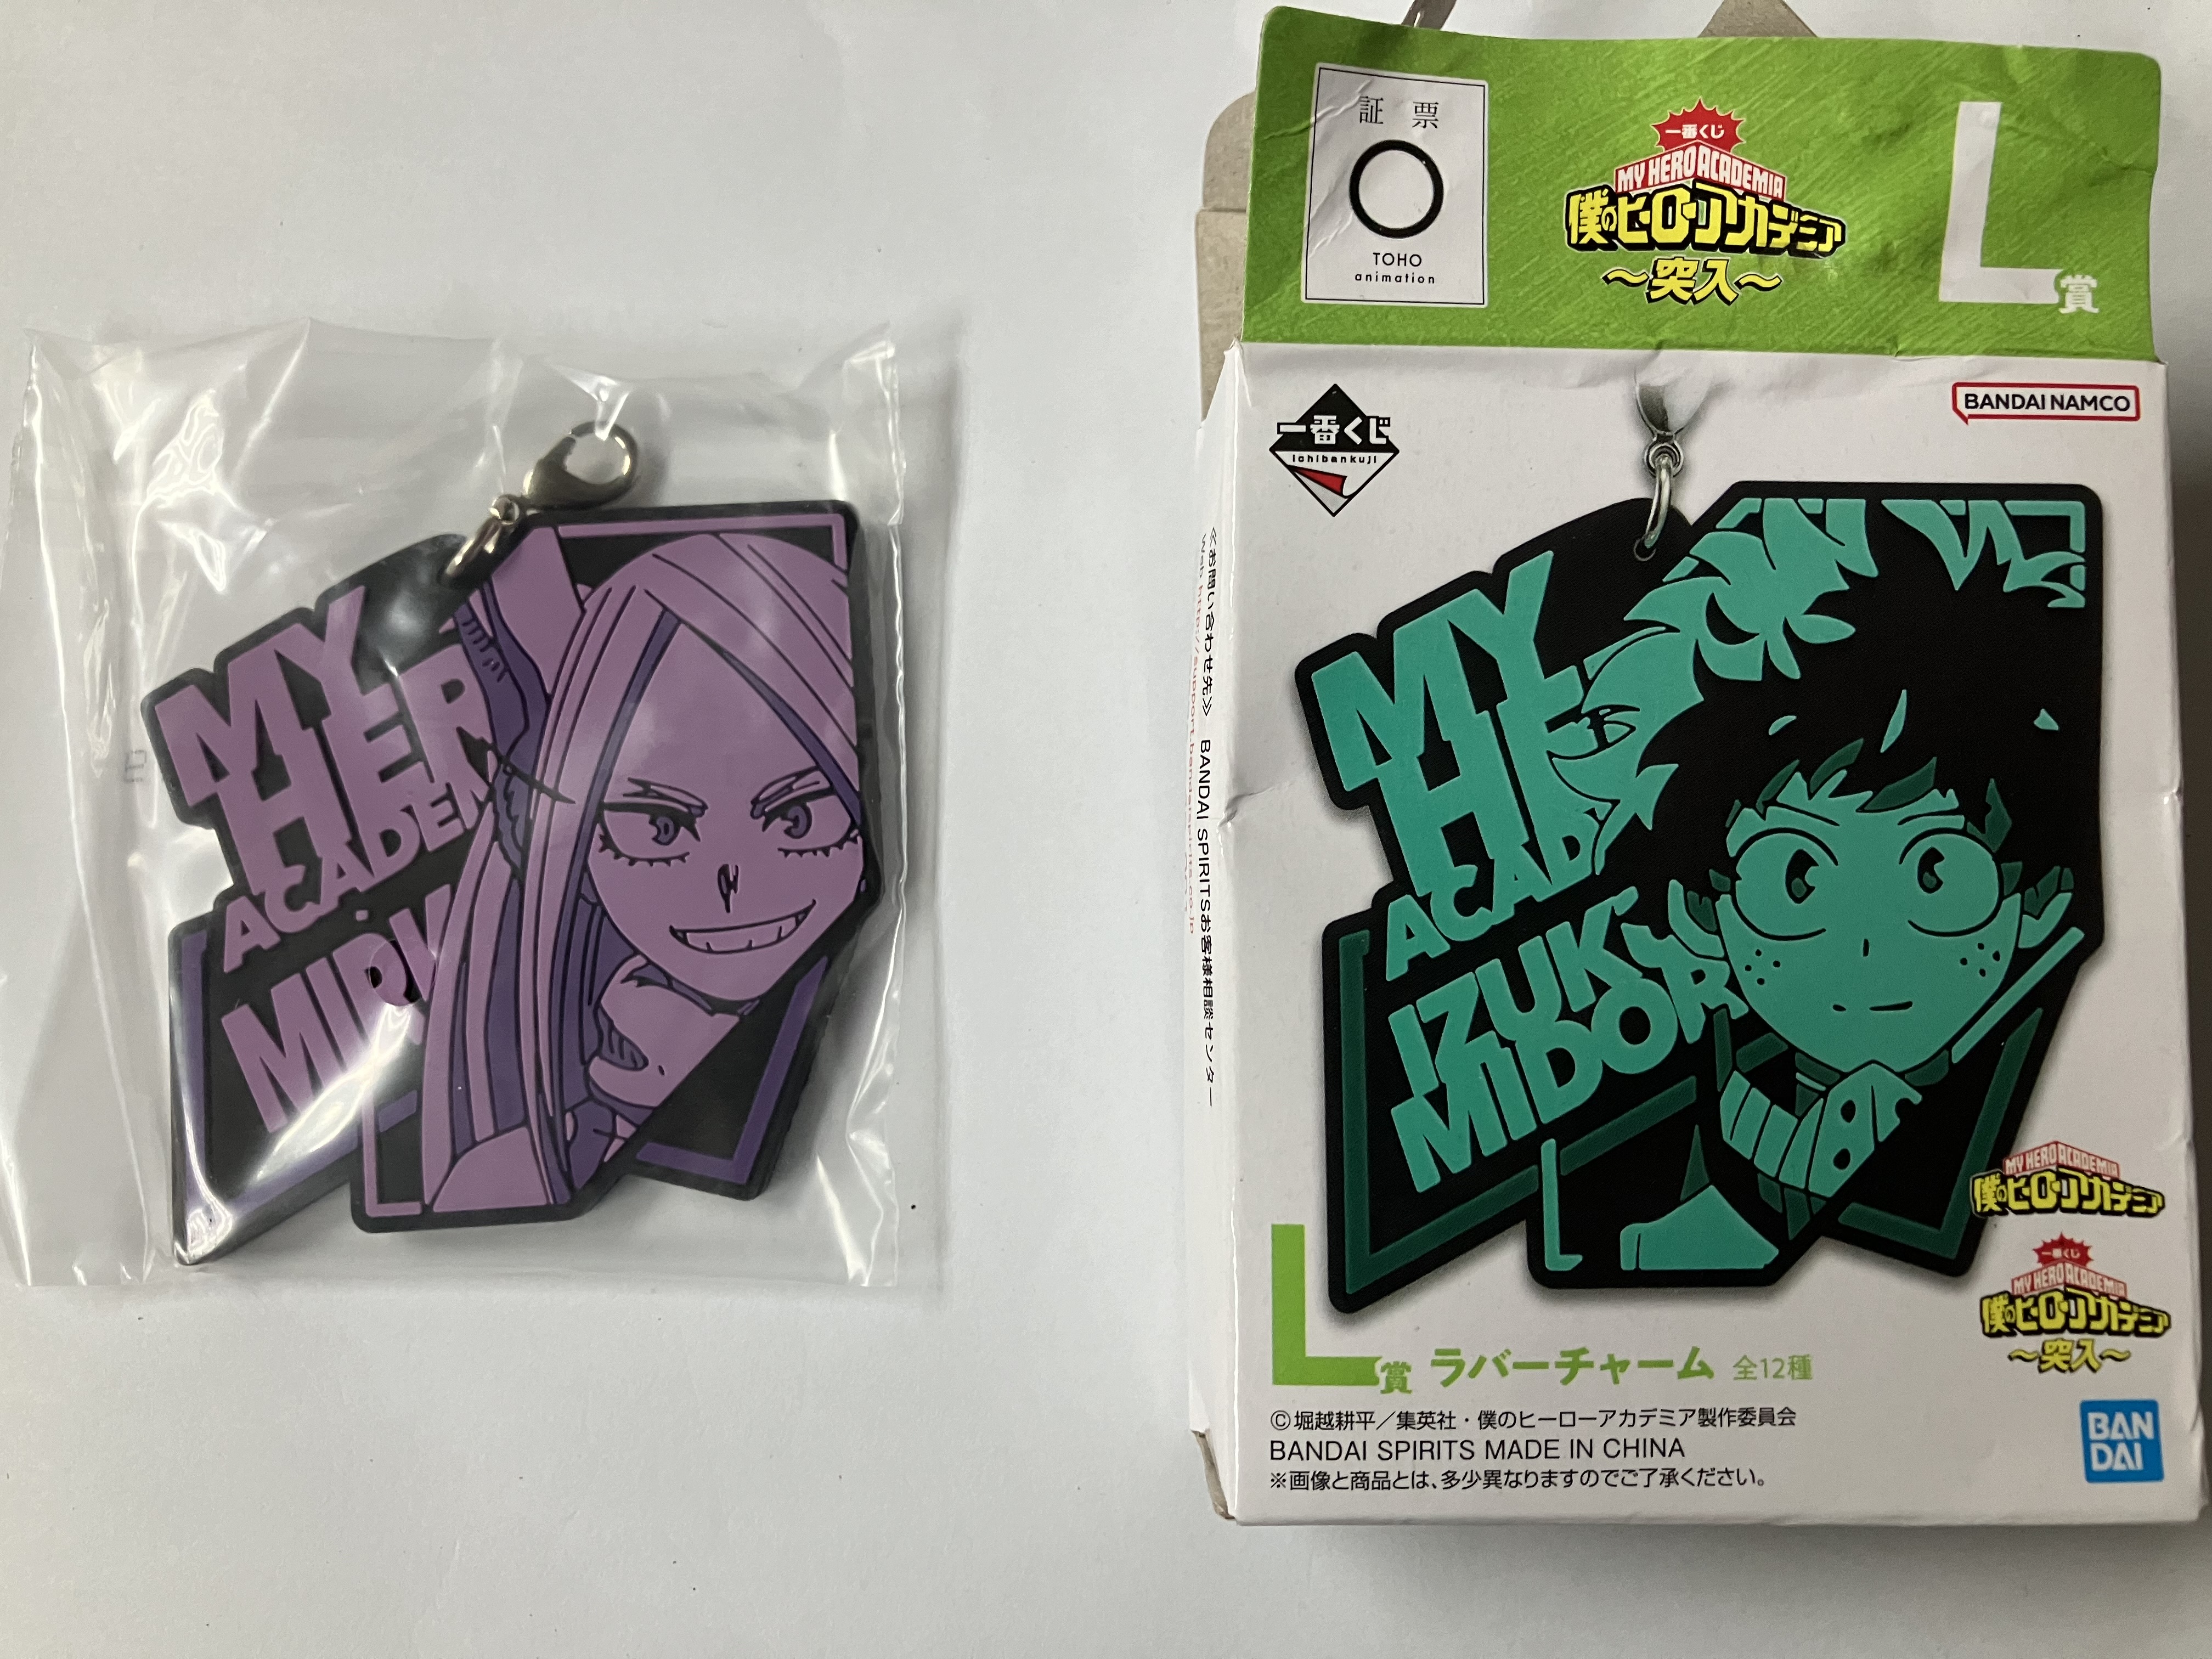 MY
HER
ACADEM
MIRK
証 票
TOHO
animation
一番くじ
MY HERO ACADEMIA
僕のヒーローアカデミア
～突入～
L賞
一番くじ
ichibankuji
BANDAI NAMCO
MY
HE
ACAD
IZUK
MIDOR
≪お問い合わせ先≫ BANDAI SPIRITSお客様相談センター
MY HERO ACADEMIA
僕のヒーローアカデミア
一番くじ
MY HERO ACADEMIA
僕のヒーローアカデミア
～突入～
L賞 ラバーチャーム 全12種
©堀越耕平／集英社・僕のヒーローアカデミア製作委員会
BANDAI SPIRITS MADE IN CHINA
※画像と商品とは、多少異なりますのでご了承ください。
BAN
DAI